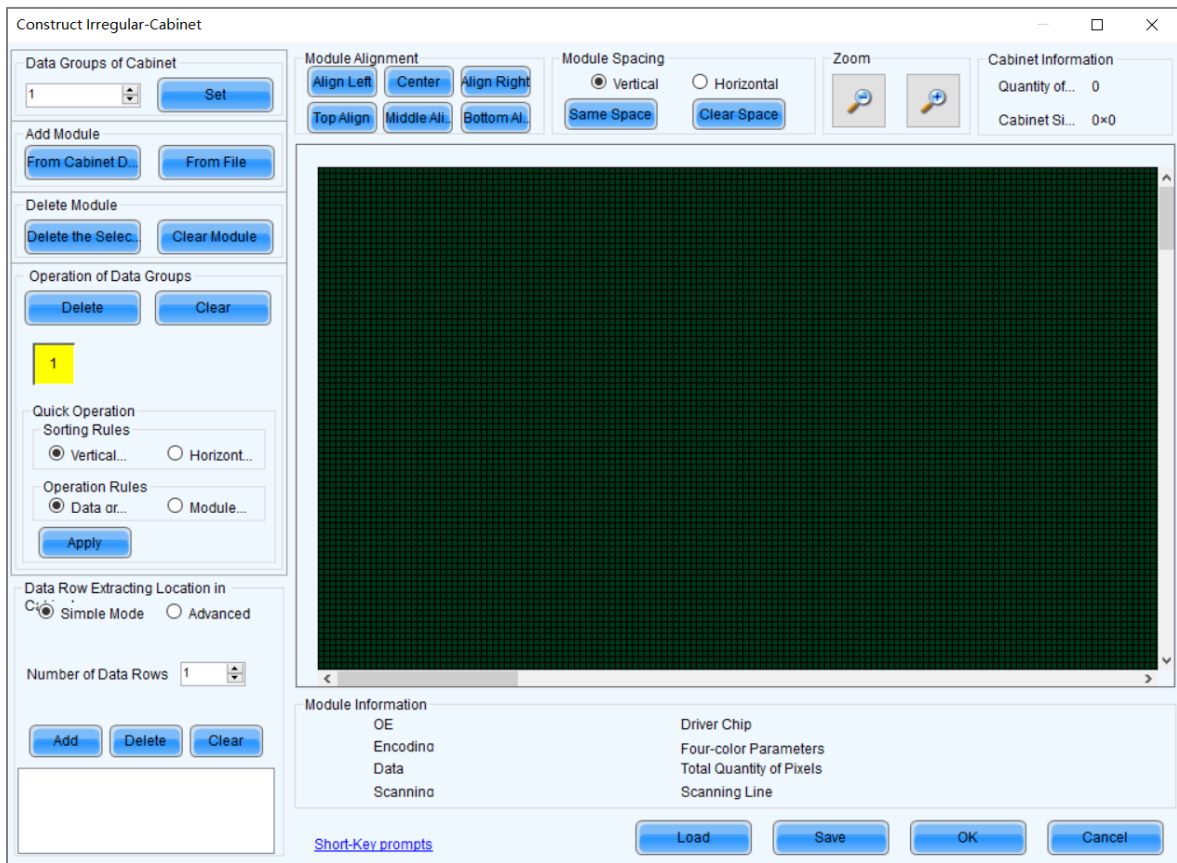 Construct Irregular-Cabinet
Data Groups of Cabinet
1
Set
Add Module
From Cabinet D...
From File
Delete Module
Delete the Selec...
Clear Module
Operation of Data Groups
Delete
Clear
1
Quick Operation
Sorting Rules
Vertical...
Horizont...
Operation Rules
Data gr...
Module...
Apply
Data Row Extracting Location in
Simple Mode
Advanced
Number of Data Rows
1
Add
Delete
Clear
Module Alignment
Align Left
Center
Align Right
Top Align
Middle Ali...
Bottom Al...
Module Spacing
Vertical
Horizontal
Same Space
Clear Space
Zoom
Cabinet Information
Quantity of... 0
Cabinet Si... 0×0
Module Information
OE
Encoding
Data
Scanning
Driver Chip
Four-color Parameters
Total Quantity of Pixels
Scanning Line
Short-Key prompts
Load
Save
OK
Cancel